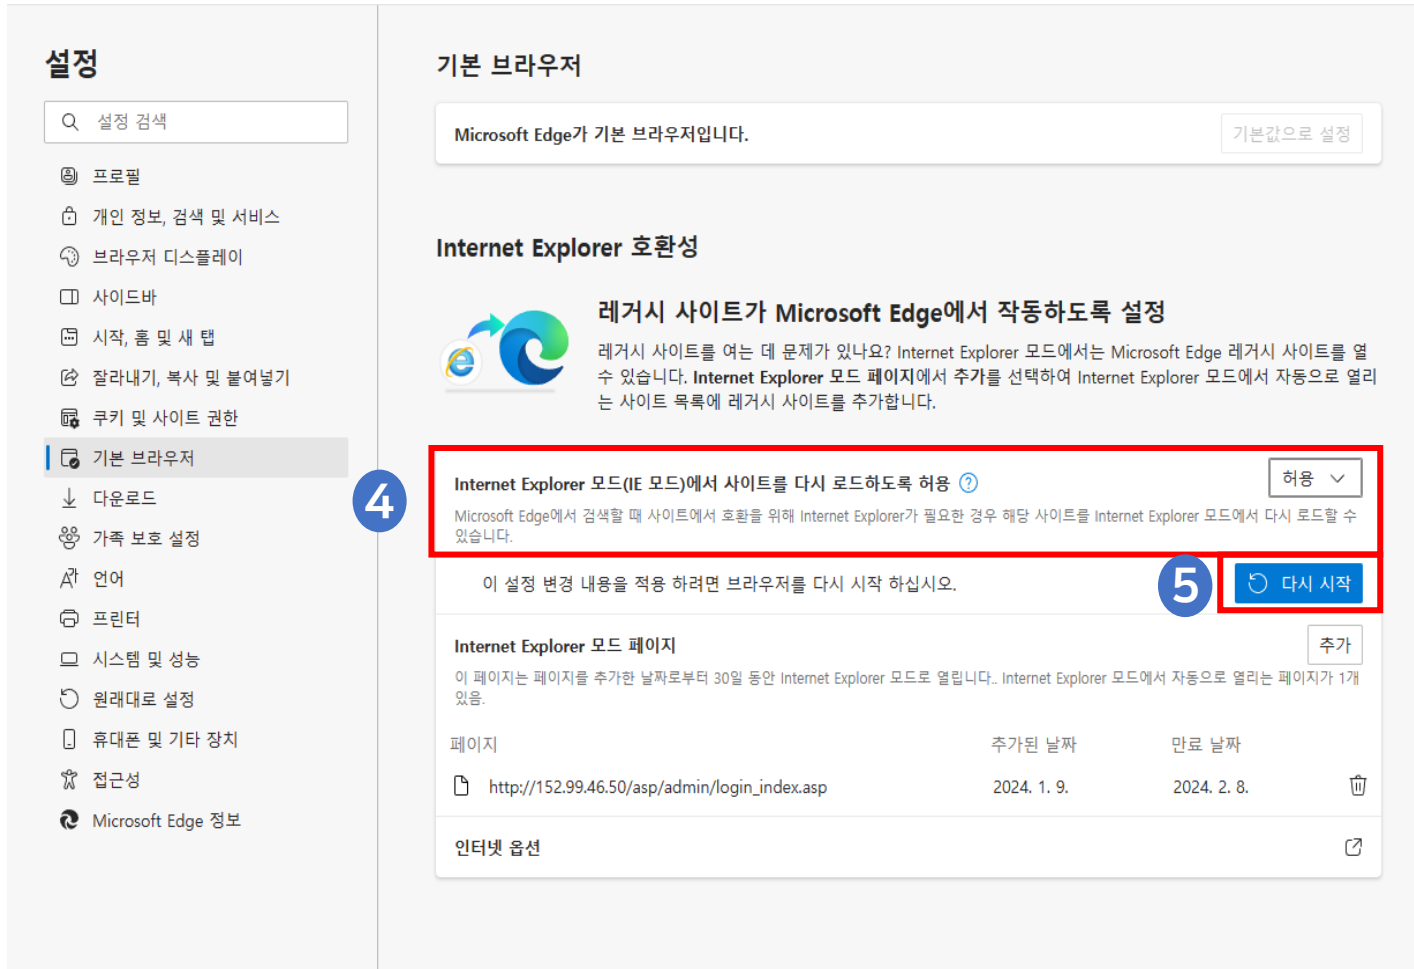 설정
설정 검색
프로필
개인 정보, 검색 및 서비스
브라우저 디스플레이
사이드바
시작, 홈 및 새 탭
잘라내기, 복사 및 붙여넣기
쿠키 및 사이트 권한
기본 브라우저
다운로드
가족 보호 설정
언어
프린터
시스템 및 성능
원래대로 설정
휴대폰 및 기타 장치
접근성
Microsoft Edge 정보
기본 브라우저
Microsoft Edge가 기본 브라우저입니다.
기본값으로 설정
Internet Explorer 호환성
레거시 사이트가 Microsoft Edge에서 작동하도록 설정
레거시 사이트를 여는 데 문제가 있나요? Internet Explorer 모드에서는 Microsoft Edge 레거시 사이트를 열
수 있습니다. Internet Explorer 모드 페이지에서 추가를 선택하여 Internet Explorer 모드에서 자동으로 열리
는 사이트 목록에 레거시 사이트를 추가합니다.
4
Internet Explorer 모드(IE 모드)에서 사이트를 다시 로드하도록 허용 ?
허용
Microsoft Edge에서 검색할 때 사이트에서 호환을 위해 Internet Explorer가 필요한 경우 해당 사이트를 Internet Explorer 모드에서 다시 로드할 수
있습니다.
이 설정 변경 내용을 적용 하려면 브라우저를 다시 시작 하십시오.
5
다시 시작
Internet Explorer 모드 페이지
추가
이 페이지는 페이지를 추가한 날짜로부터 30일 동안 Internet Explorer 모드로 열립니다.. Internet Explorer 모드에서 자동으로 열리는 페이지가 1개
있음.
페이지 추가된 날짜 만료 날짜
http://152.99.46.50/asp/admin/login_index.asp 2024. 1. 9. 2024. 2. 8.
인터넷 옵션